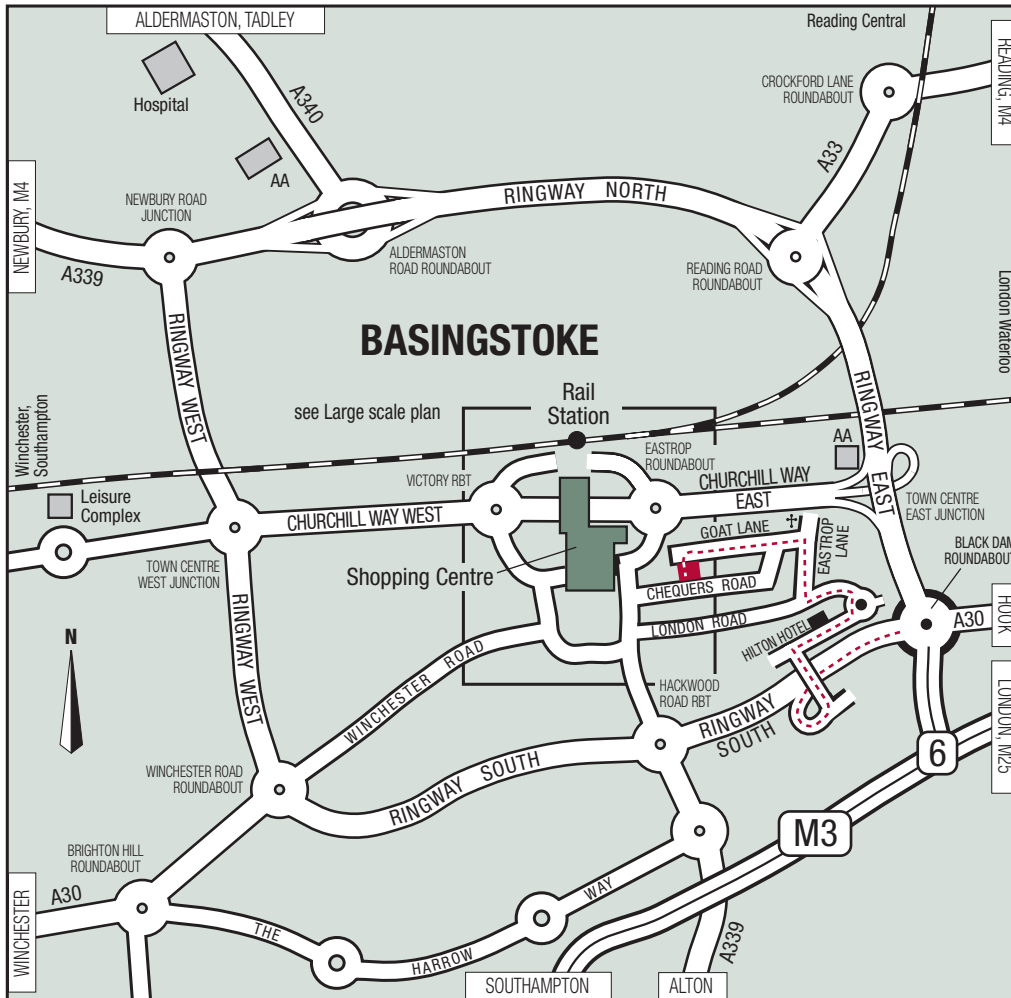 ALDERMASTON, TADLEY
Reading Central
READING, M4
Hospital
A340
CROCKFORD LANE
ROUNDABOUT
A33
AA
NEWBURY, M4
NEWBURY ROAD
JUNCTION
RINGWAY NORTH
A339
ALDERMASTON
ROAD ROUNDABOUT
READING ROAD
ROUNDABOUT
London Waterloo
BASINGSTOKE
RINGWAY WEST
RINGWAY EAST
Winchester,
Southampton
see Large scale plan
Rail
Station
EASTROP
ROUNDABOUT
AA
VICTORY RBT
CHURCHILL WAY
EAST
Leisure
Complex
CHURCHILL WAY WEST
TOWN CENTRE
EAST JUNCTION
GOAT LANE
EASTROP
LANE
BLACK DAM
ROUNDABOUT
TOWN CENTRE
WEST JUNCTION
Shopping Centre
CHEQUERS ROAD
LONDON ROAD
A30
HOOK
HILTON HOTEL
N
RINGWAY WEST
WINCHESTER ROAD
HACKWOOD
ROAD RBT
RINGWAY
SOUTH
LONDON, M25
6
WINCHESTER ROAD
ROUNDABOUT
RINGWAY SOUTH
M3
BRIGHTON HILL
ROUNDABOUT
A30
WINCHESTER
THE
HARROW
WAY
A339
SOUTHAMPTON
ALTON